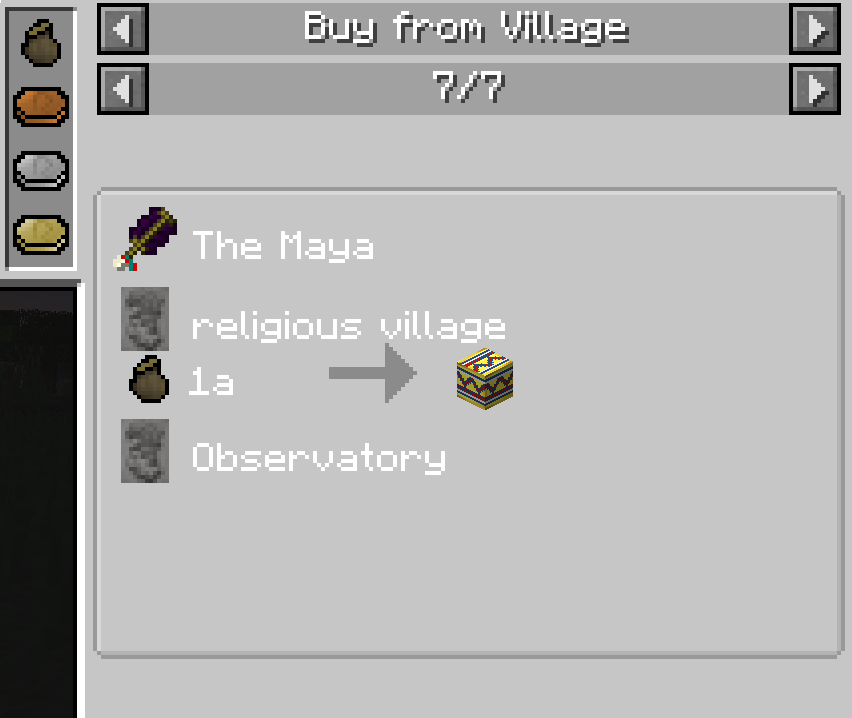 Buy from Village
7/7
The Maya
religious village
1a
Observatory